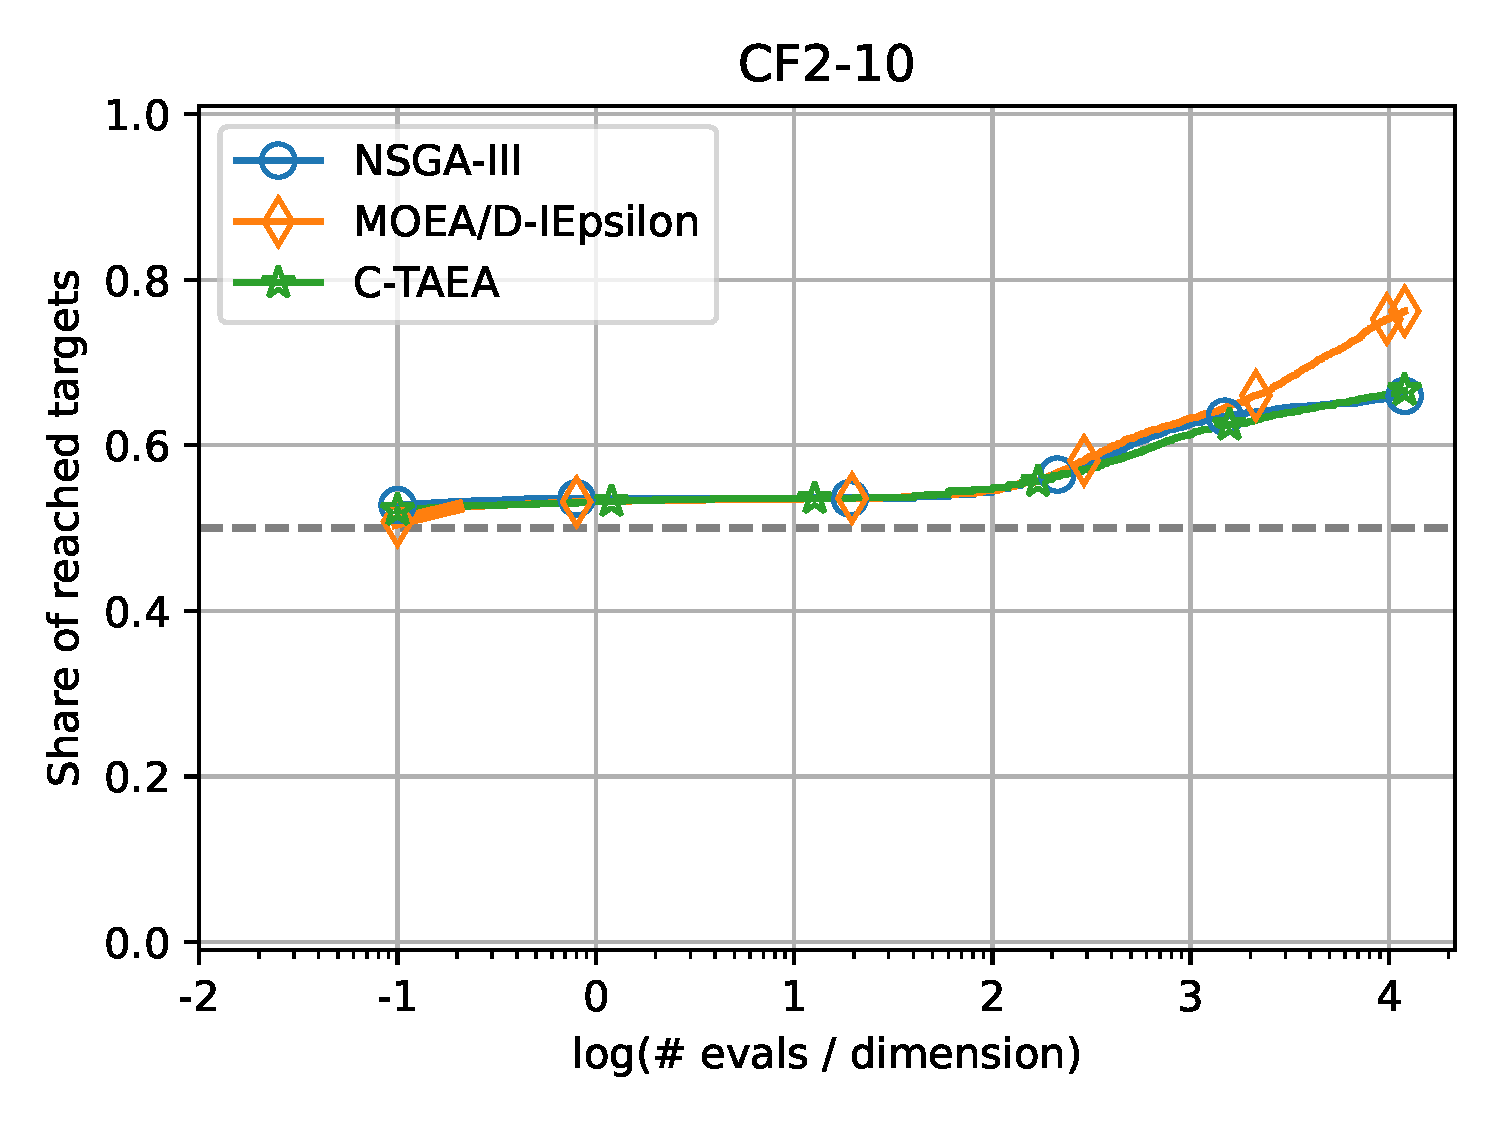 CF2-10
1.0
0.8
0.6
0.4
0.2
0.0
Share of reached targets
NSGA-III
MOEA/D-IEpsilon
C-TAEA
-2 -1 0 1 2 3 4
log(# evals / dimension)